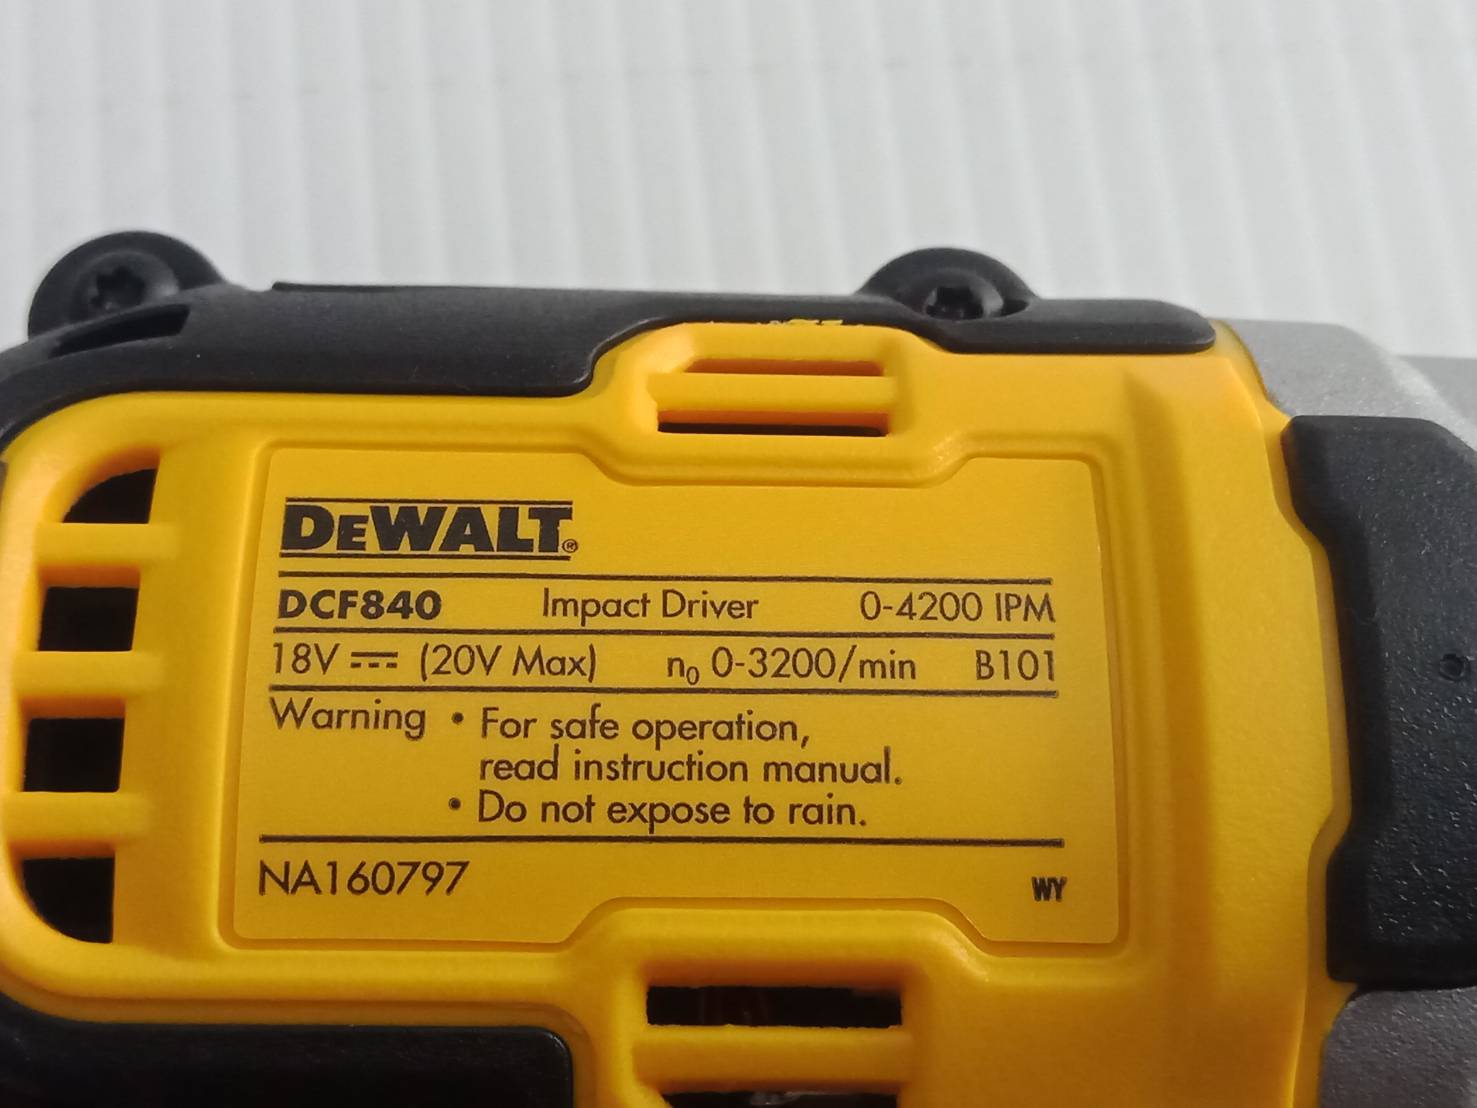 DEWALT®
DCF840 Impact Driver 0-4200 IPM
18V ⎓ (20V Max) n₀ 0-3200/min B101
Warning • For safe operation,
read instruction manual.
• Do not expose to rain.
NA160797 WY